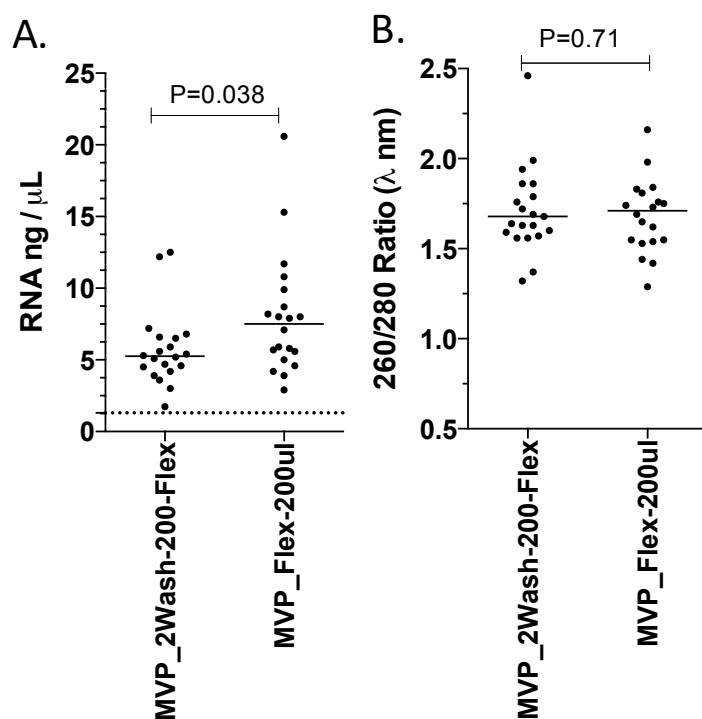 A.
P=0.038
25
20
15
10
5
0
RNA ng / μL
MVP_2Wash-200-Flex
MVP_Flex-200ul
B.
P=0.71
2.5
2.0
1.5
1.0
0.5
260/280 Ratio (λ nm)
MVP_2Wash-200-Flex
MVP_Flex-200ul